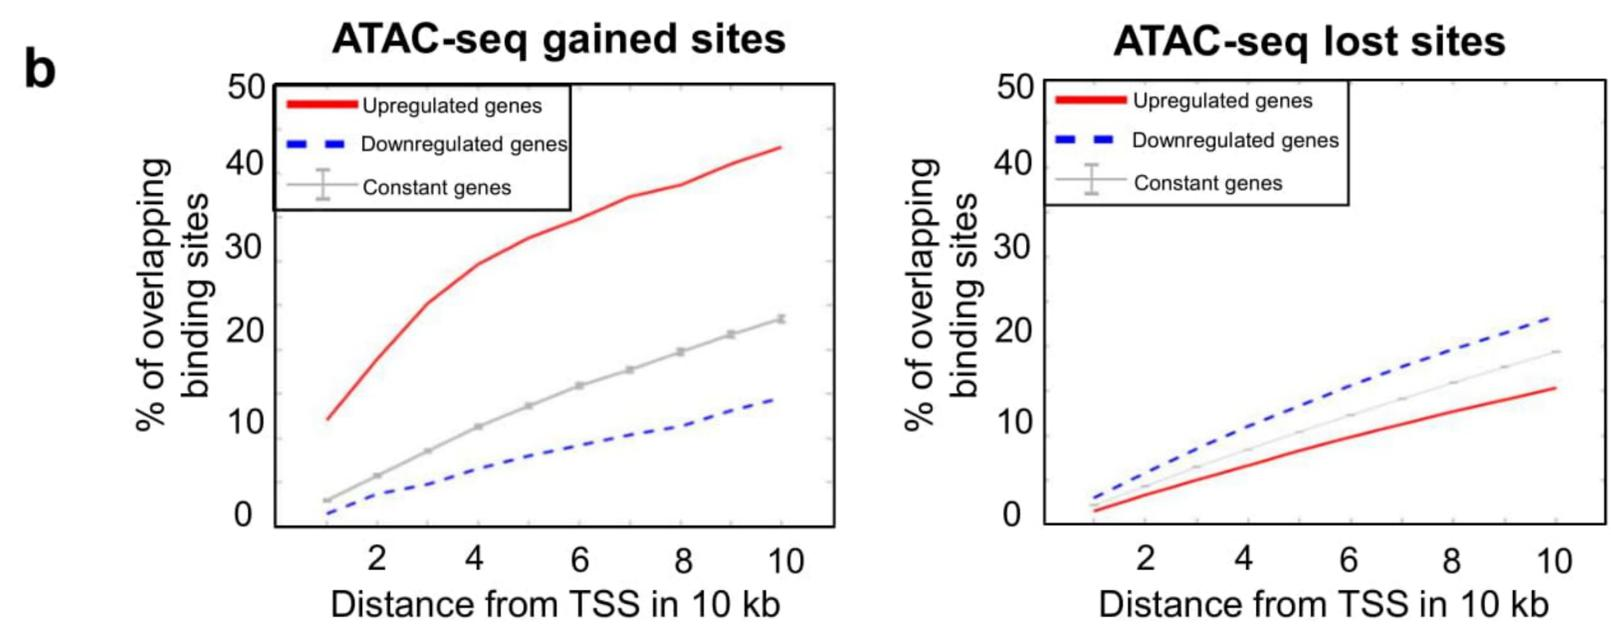 b
ATAC-seq gained sites
% of overlapping
binding sites
50
40
30
20
10
0
Upregulated genes
Downregulated genes
Constant genes
2 4 6 8 10
Distance from TSS in 10 kb
ATAC-seq lost sites
% of overlapping
binding sites
50
40
30
20
10
0
Upregulated genes
Downregulated genes
Constant genes
2 4 6 8 10
Distance from TSS in 10 kb